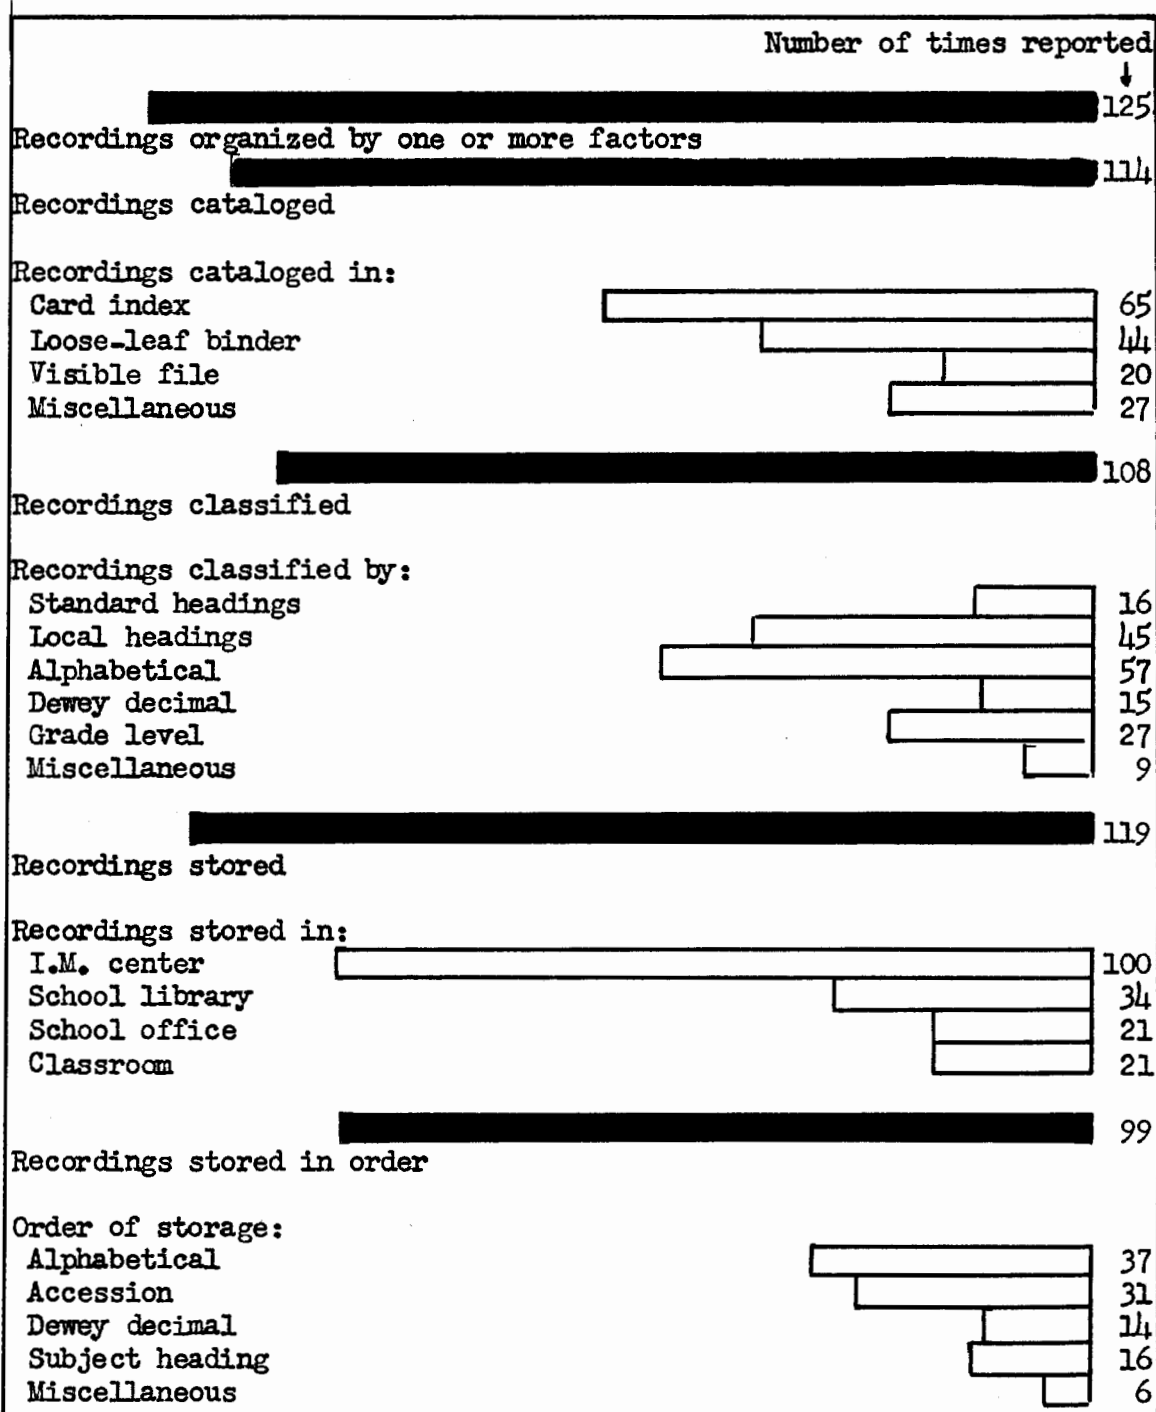 Number of times reported
↓
125
Recordings organized by one or more factors
114
Recordings cataloged
Recordings cataloged in:
Card index 65
Loose-leaf binder 44
Visible file 20
Miscellaneous 27
108
Recordings classified
Recordings classified by:
Standard headings 16
Local headings 45
Alphabetical 57
Dewey decimal 15
Grade level 27
Miscellaneous 9
119
Recordings stored
Recordings stored in:
I.M. center 100
School library 34
School office 21
Classroom 21
99
Recordings stored in order
Order of storage:
Alphabetical 37
Accession 31
Dewey decimal 14
Subject heading 16
Miscellaneous 6